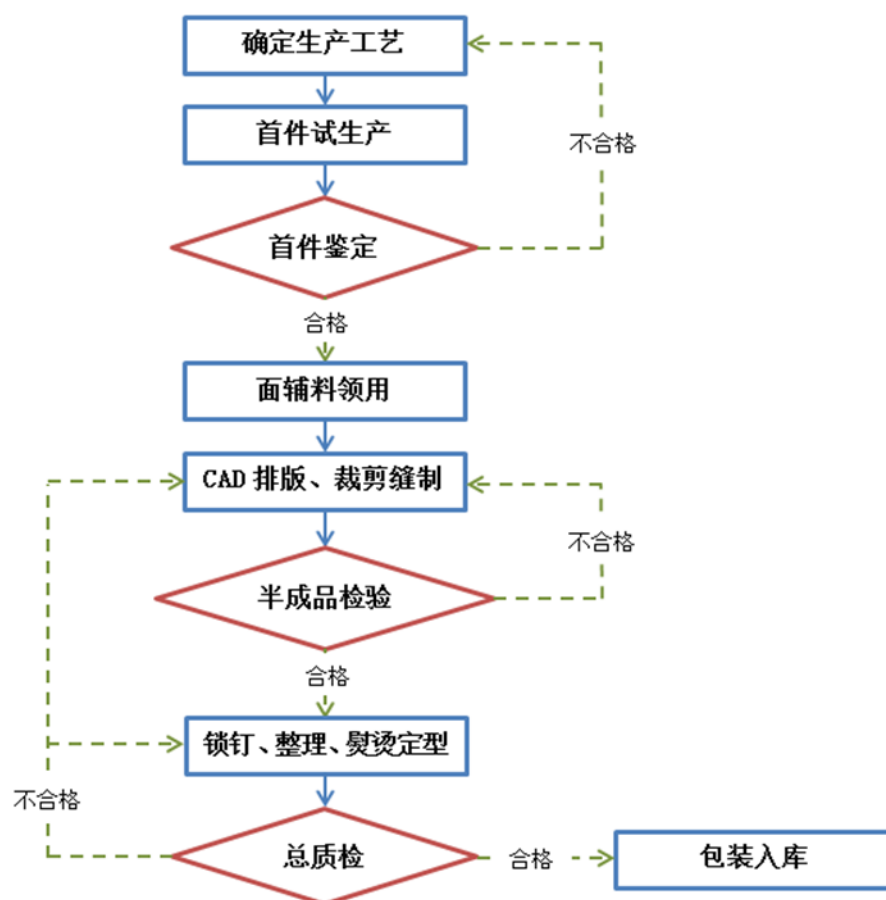 确定生产工艺
首件试生产
不合格
首件鉴定
合格
面辅料领用
CAD 排版、裁剪缝制
不合格
半成品检验
合格
锁钉、整理、熨烫定型
不合格
总质检
合格
包装入库